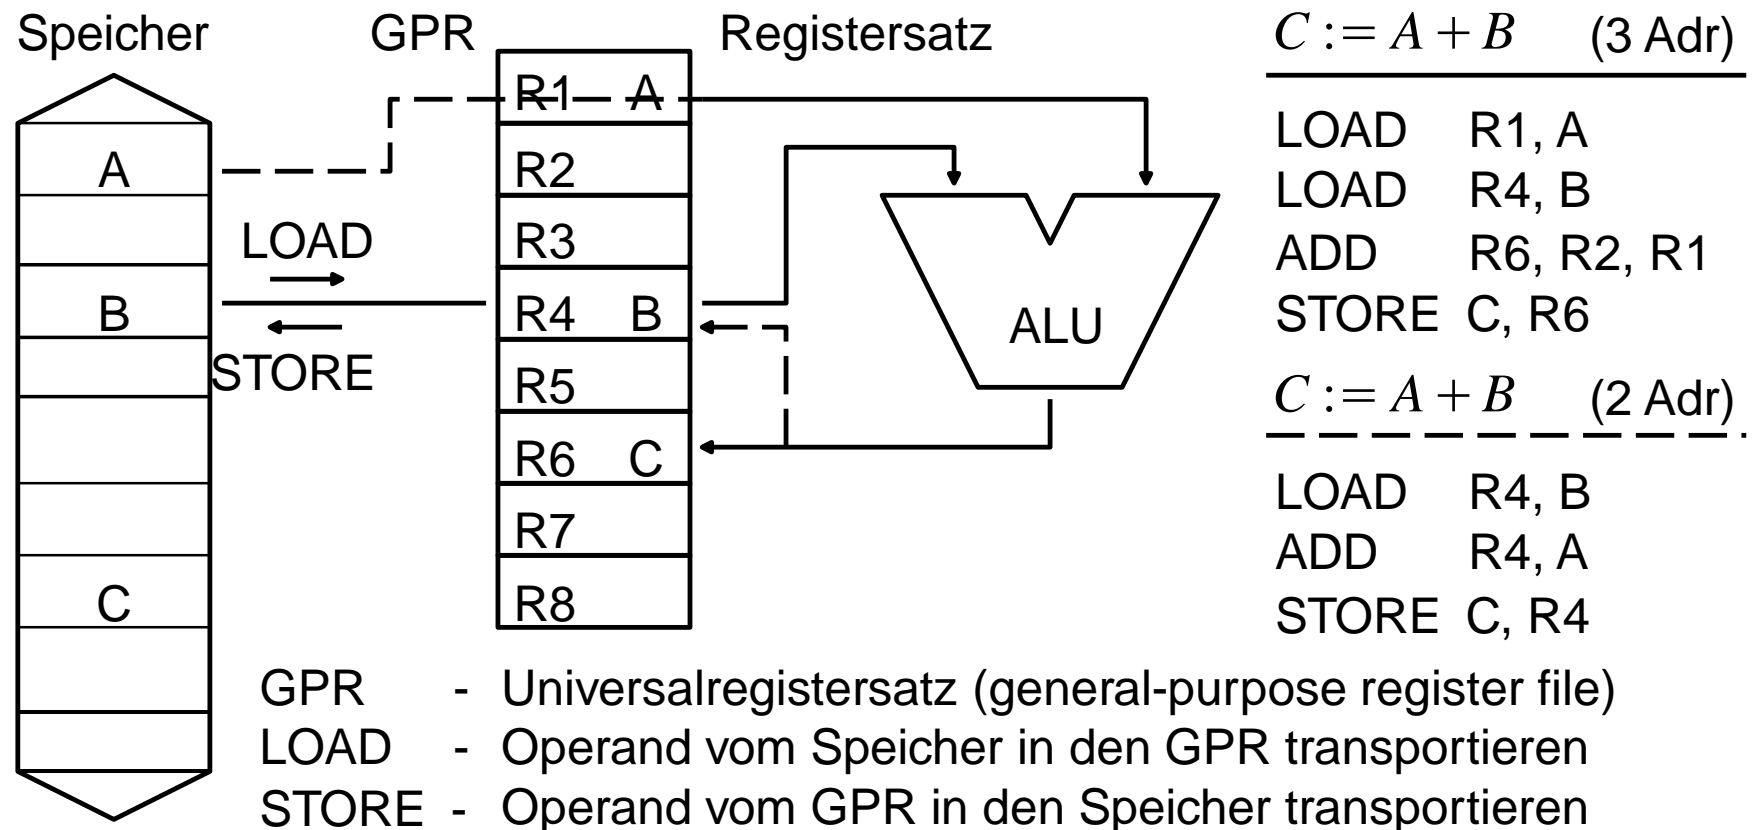 Speicher
GPR
Registersatz
A
B
C
LOAD
STORE
R1 A
R2
R3
R4 B
R5
R6 C
R7
R8
ALU
C := A + B (3 Adr)
LOAD R1, A
LOAD R4, B
ADD R6, R2, R1
STORE C, R6
C := A + B (2 Adr)
LOAD R4, B
ADD R4, A
STORE C, R4
GPR - Universalregistersatz (general-purpose register file)
LOAD - Operand vom Speicher in den GPR transportieren
STORE - Operand vom GPR in den Speicher transportieren